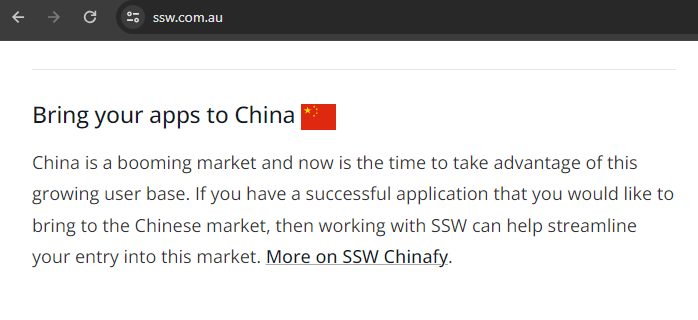 ssw.com.au
Bring your apps to China
China is a booming market and now is the time to take advantage of this
growing user base. If you have a successful application that you would like to
bring to the Chinese market, then working with SSW can help streamline
your entry into this market. More on SSW Chinafy.